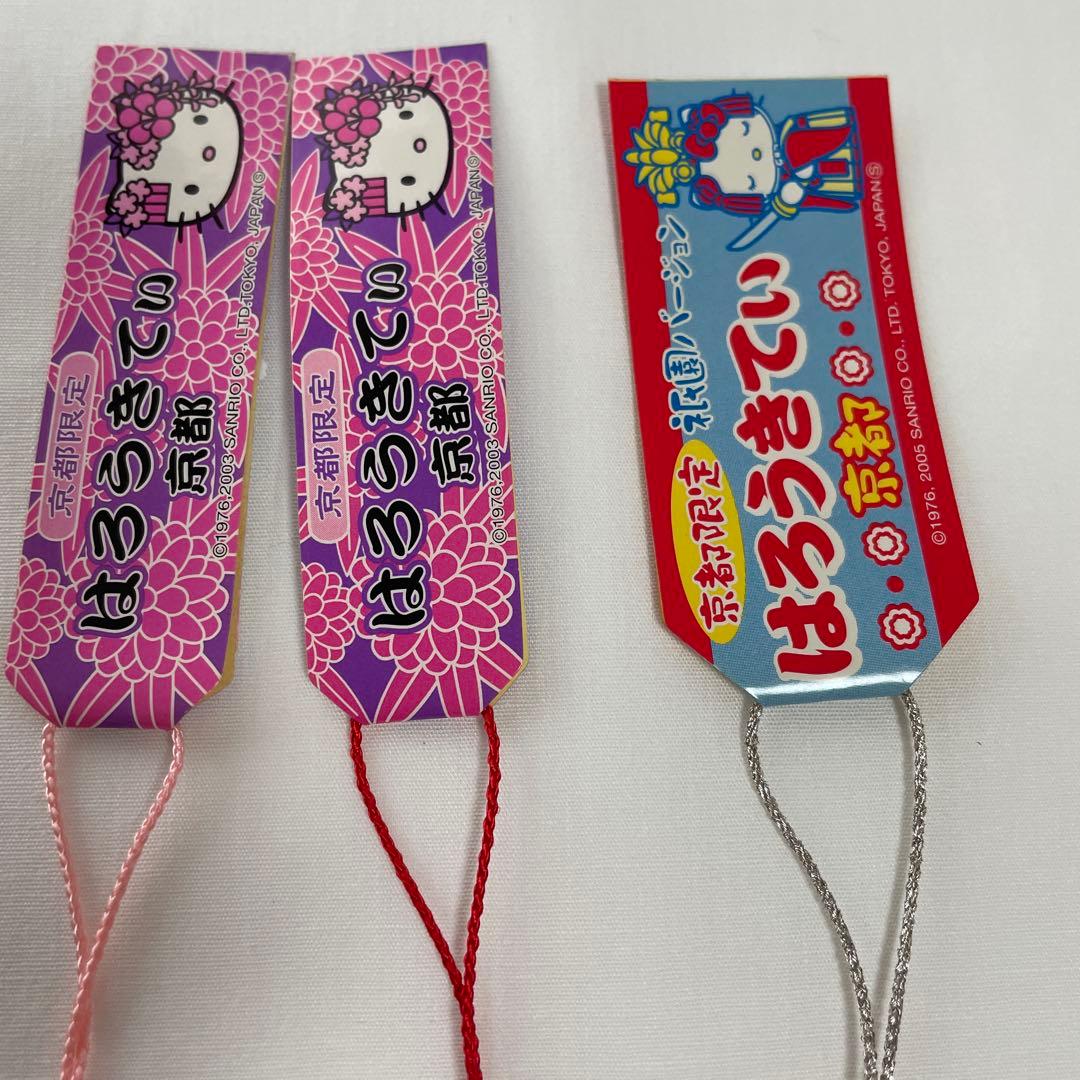 京都限定
はろうきてぃ
京都
©1976,2003 SANRIO CO., LTD.TOKYO, JAPANⓈ
京都限定
はろうきてぃ
京都
©1976,2003 SANRIO CO., LTD.TOKYO, JAPANⓈ
祇園バージョン
京都限定
はろうきてぃ
京都
©1976, 2005 SANRIO CO., LTD. TOKYO, JAPANⓈ